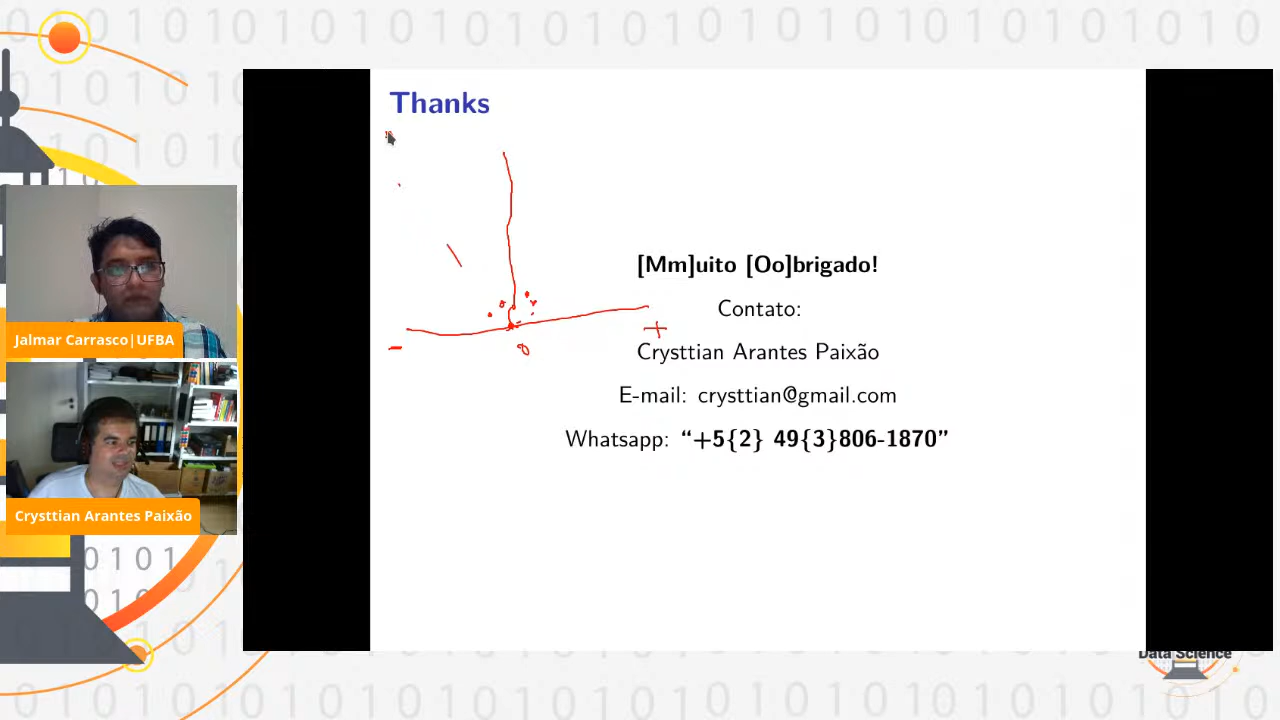 Thanks
[Mm]uito [Oo]brigado!
Contato:
Crysttian Arantes Paixão
E-mail: crysttian@gmail.com
Whatsapp: “+5{2} 49{3}806-1870”
- 0 +
Jalmar Carrasco|UFBA
Crysttian Arantes Paixão
Data Science